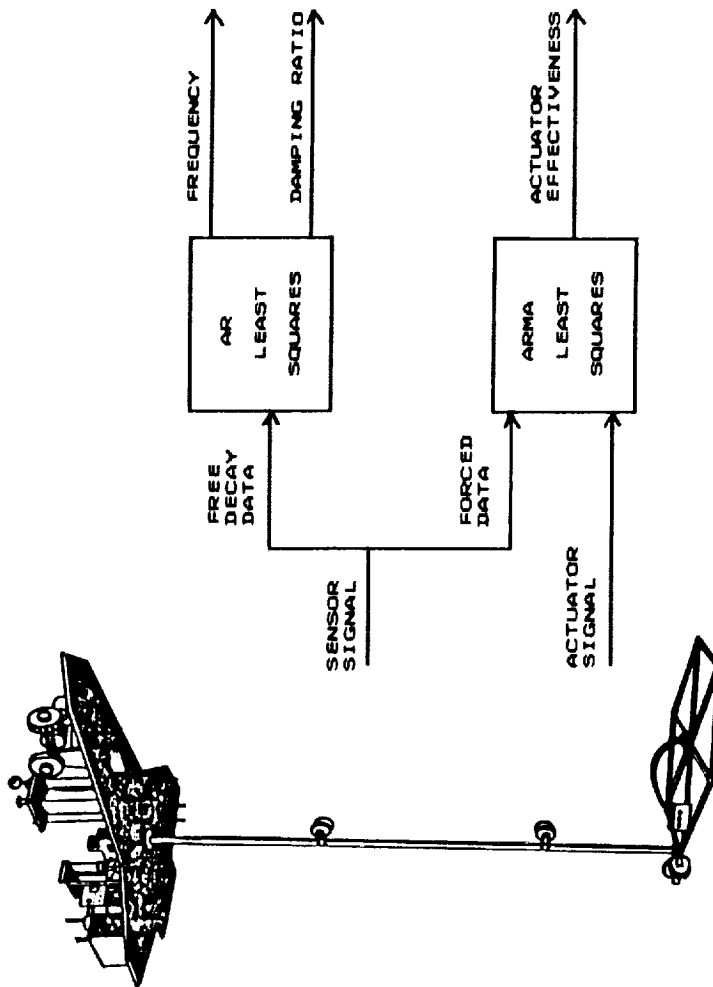 SENSOR
SIGNAL
FREE
DECAY
DATA
FORCED
DATA
ACTUATOR
SIGNAL
AR
LEAST
SQUARES
ARMA
LEAST
SQUARES
FREQUENCY
DAMPING RATIO
ACTUATOR
EFFECTIVENESS